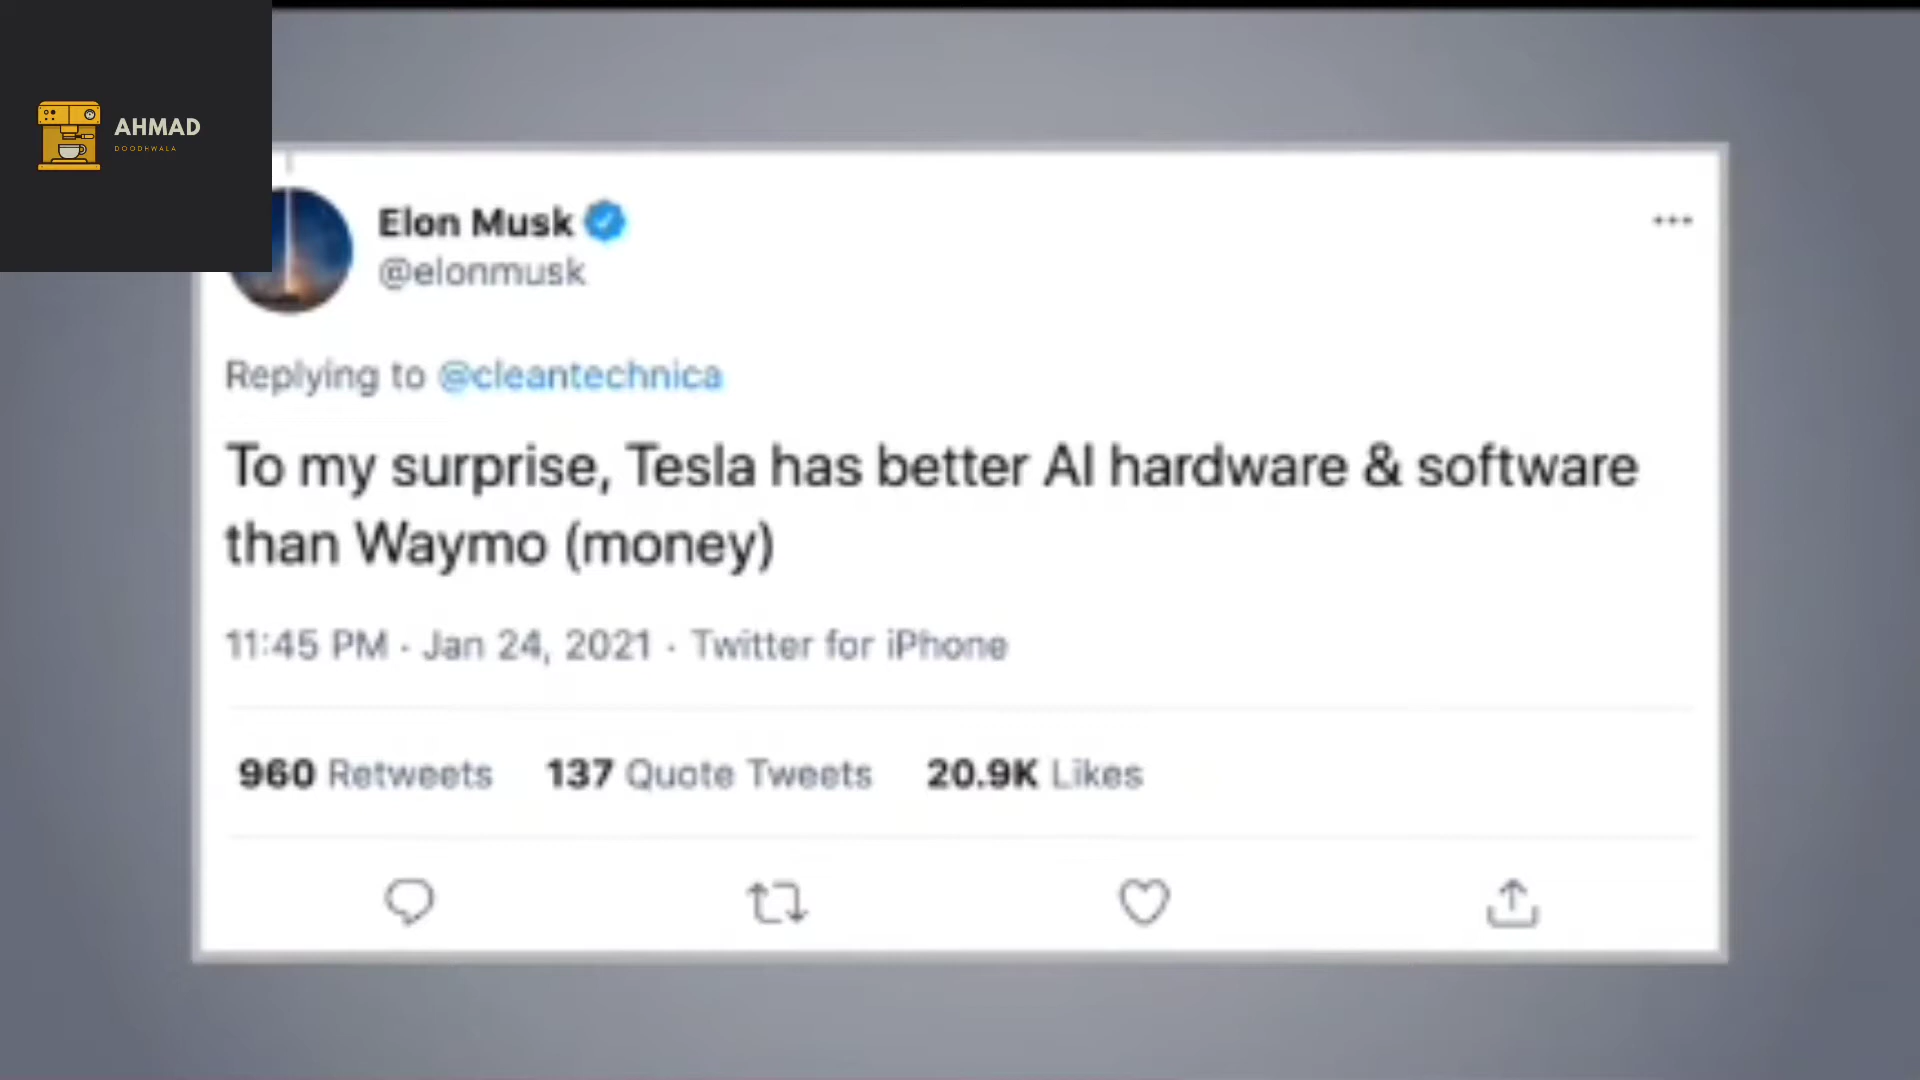 AHMAD
DOODHWALA
Elon Musk
@elonmusk
Replying to @cleantechnica
To my surprise, Tesla has better AI hardware & software
than Waymo (money)
11:45 PM · Jan 24, 2021 · Twitter for iPhone
960 Retweets 137 Quote Tweets 20.9K Likes